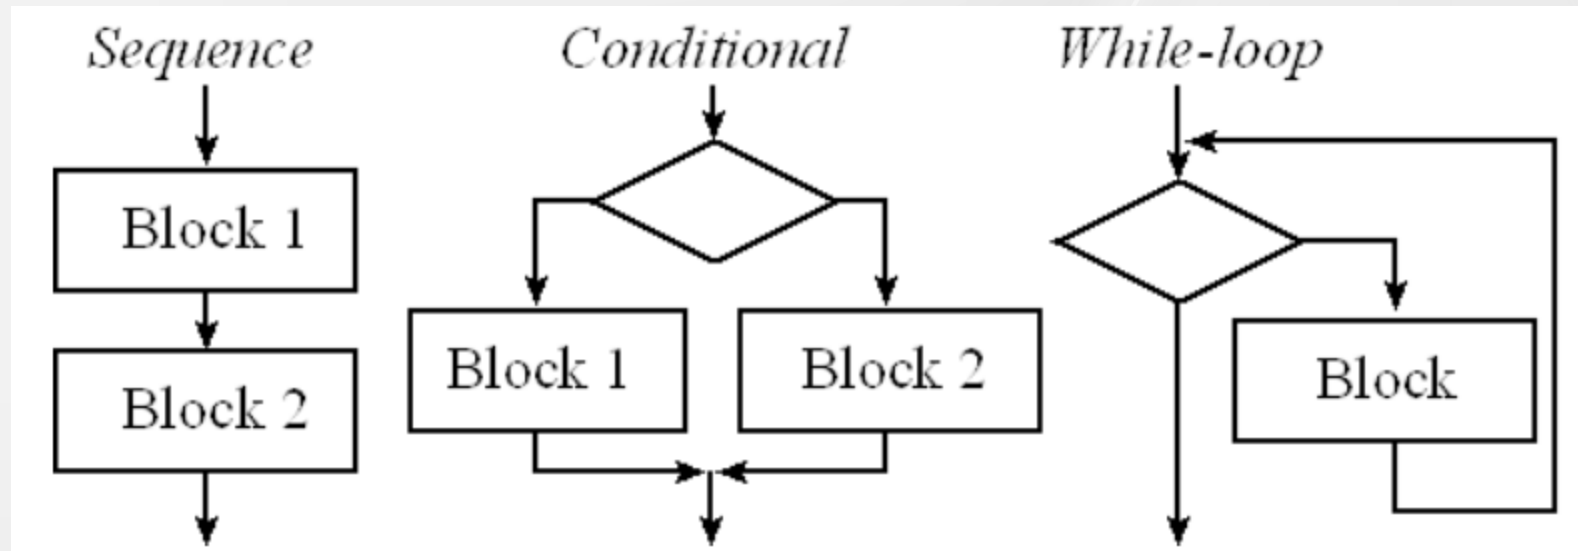 Sequence
Block 1
Block 2
Conditional
Block 1
Block 2
While-loop
Block